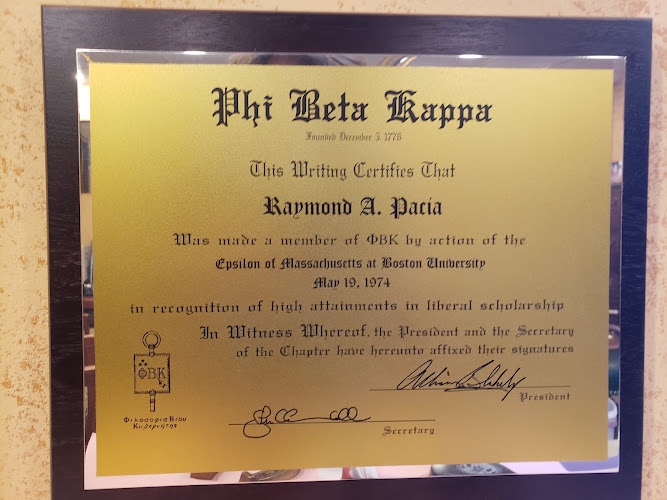 Phi Beta Kappa
Founded December 5, 1776
This Writing Certifies That
Raymond A. Pacia
Was made a member of ΦBK by action of the
Epsilon of Massachusetts at Boston University
May 19, 1974
in recognition of high attainments in liberal scholarship
In Witness Whereof, the President and the Secretary
of the Chapter have hereunto affixed their signatures
ΦBK
President
Φιλοσοφία Βίου
Κυβερνήτης
Secretary